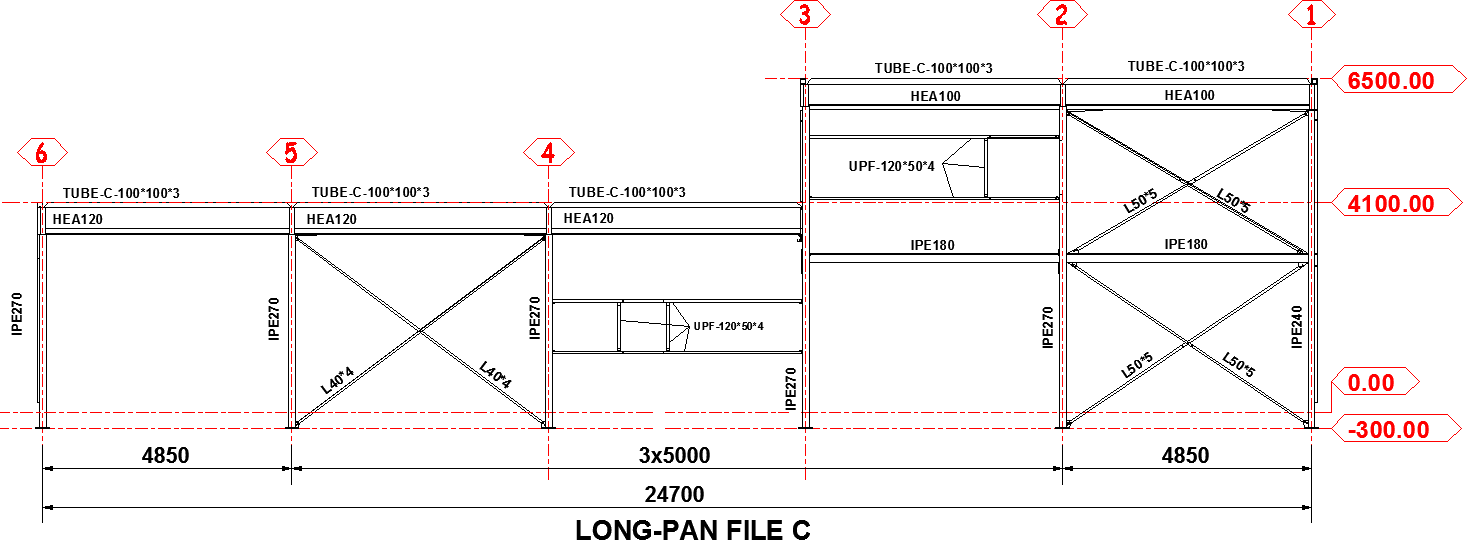 3 2 1
TUBE-C-100*100*3 TUBE-C-100*100*3
6500.00
HEA100 HEA100
6 5 4
UPF-120*50*4
TUBE-C-100*100*3 TUBE-C-100*100*3 TUBE-C-100*100*3
L50*5 L50*5
4100.00
HEA120 HEA120 HEA120
IPE180 IPE180
IPE270 IPE270 IPE270 IPE270 IPE240
UPF-120*50*4
L40*4 L40*4
L50*5 L50*5
IPE270
0.00
-300.00
4850 3x5000 4850
24700
LONG-PAN FILE C